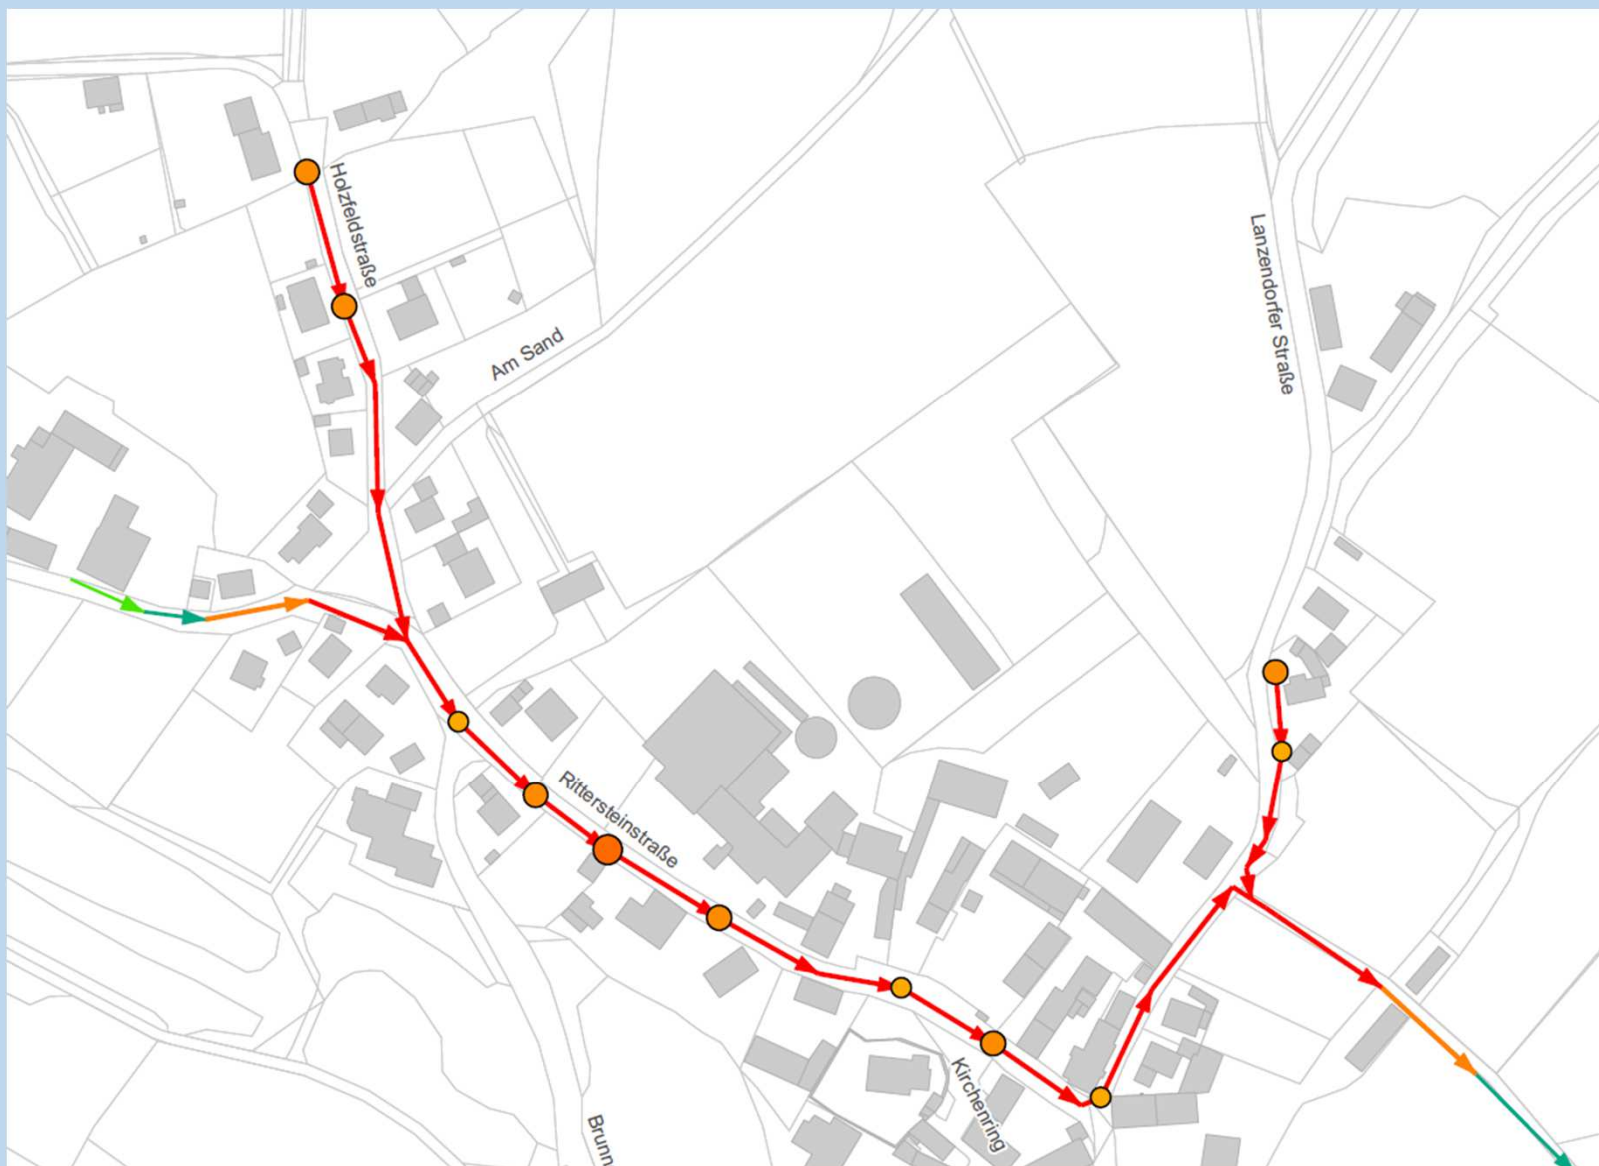 Holzfeldstraße
Am Sand
Lanzendorfer Straße
Rittersteinstraße
Kirchenring
Brunn